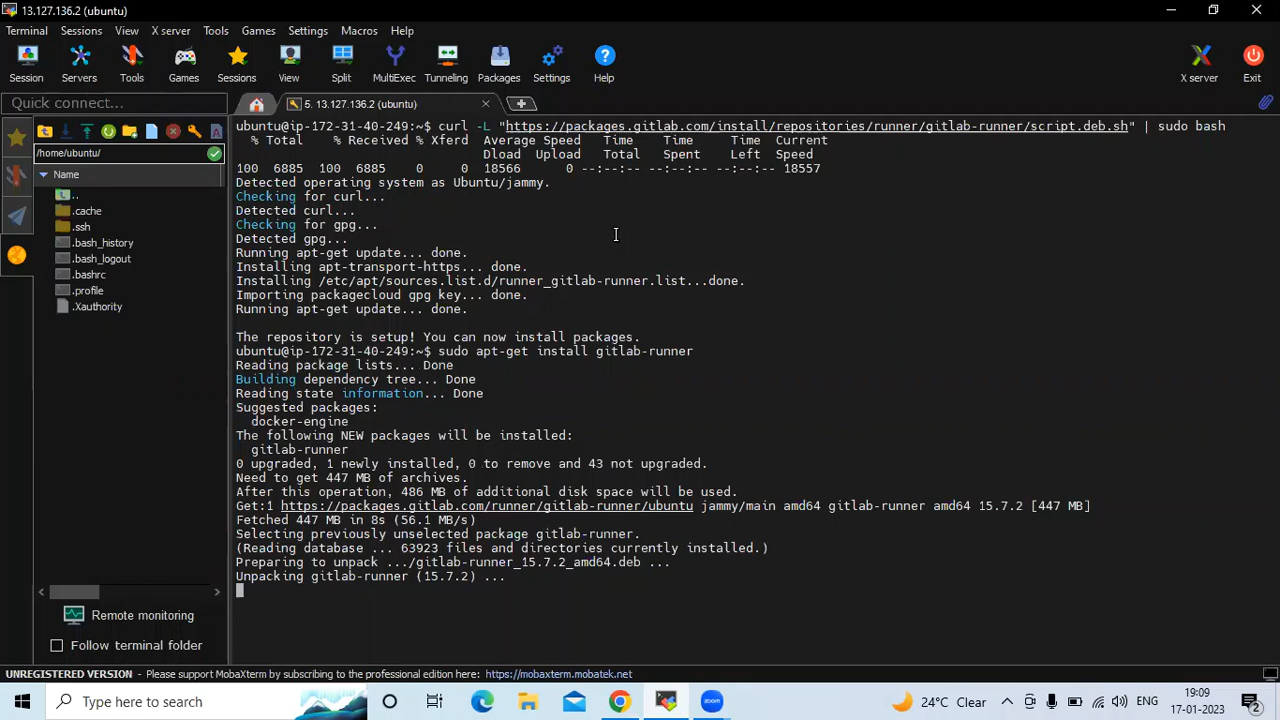 13.127.136.2 (ubuntu)
Terminal Sessions View X server Tools Games Settings Macros Help
Session Servers Tools Games Sessions View Split MultiExec Tunneling Packages Settings Help X server Exit
Quick connect...
5. 13.127.136.2 (ubuntu)
/home/ubuntu/
Name
..
.cache
.ssh
.bash_history
.bash_logout
.bashrc
.profile
.Xauthority
Remote monitoring
Follow terminal folder
ubuntu@ip-172-31-40-249:~$ curl -L "https://packages.gitlab.com/install/repositories/runner/gitlab-runner/script.deb.sh" | sudo bash
% Total % Received % Xferd Average Speed Time Time Time Current
Dload Upload Total Spent Left Speed
100 6885 100 6885 0 0 18566 0 --:--:-- --:--:-- --:--:-- 18557
Detected operating system as Ubuntu/jammy.
Checking for curl...
Detected curl...
Checking for gpg...
Detected gpg...
Running apt-get update... done.
Installing apt-transport-https... done.
Installing /etc/apt/sources.list.d/runner_gitlab-runner.list...done.
Importing packagecloud gpg key... done.
Running apt-get update... done.
The repository is setup! You can now install packages.
ubuntu@ip-172-31-40-249:~$ sudo apt-get install gitlab-runner
Reading package lists... Done
Building dependency tree... Done
Reading state information... Done
Suggested packages:
docker-engine
The following NEW packages will be installed:
gitlab-runner
0 upgraded, 1 newly installed, 0 to remove and 43 not upgraded.
Need to get 447 MB of archives.
After this operation, 486 MB of additional disk space will be used.
Get:1 https://packages.gitlab.com/runner/gitlab-runner/ubuntu jammy/main amd64 gitlab-runner amd64 15.7.2 [447 MB]
Fetched 447 MB in 8s (56.1 MB/s)
Selecting previously unselected package gitlab-runner.
(Reading database ... 63923 files and directories currently installed.)
Preparing to unpack .../gitlab-runner_15.7.2_amd64.deb ...
Unpacking gitlab-runner (15.7.2) ...
UNREGISTERED VERSION - Please support MobaXterm by subscribing to the professional edition here: https://mobaxterm.mobatek.net
Type here to search
zoom
24°C Clear
ENG
19:09
17-01-2023
2